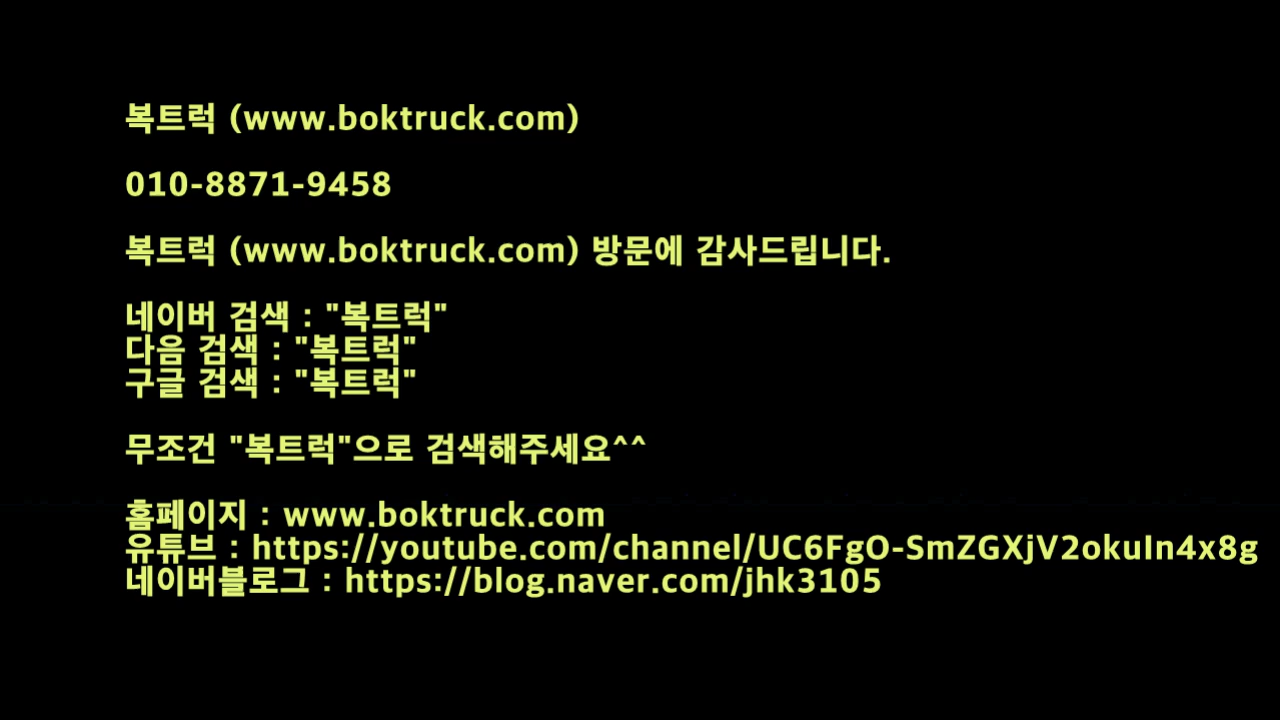 복트럭 (www.boktruck.com)
010-8871-9458
복트럭 (www.boktruck.com) 방문에 감사드립니다.
네이버 검색 : "복트럭"
다음 검색 : "복트럭"
구글 검색 : "복트럭"
무조건 "복트럭"으로 검색해주세요^^
홈페이지 : www.boktruck.com
유튜브 : https://youtube.com/channel/UC6FgO-SmZGXjV2okuIn4x8g
네이버블로그 : https://blog.naver.com/jhk3105